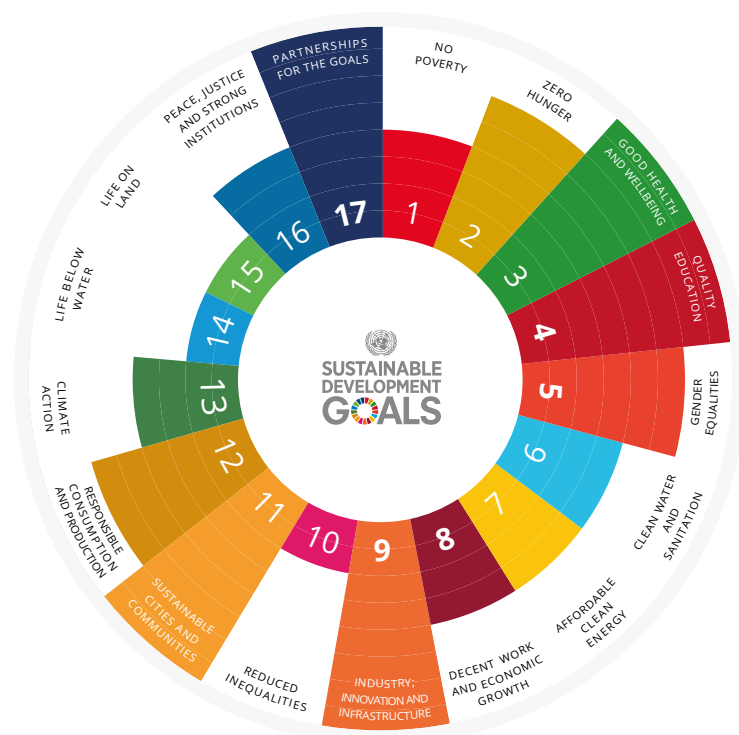 NO
POVERTY
1
ZERO
HUNGER
2
GOOD HEALTH
AND WELLBEING
3
QUALITY
EDUCATION
4
GENDER
EQUALITIES
5
CLEAN WATER
AND
SANITATION
6
AFFORDABLE
CLEAN
ENERGY
7
DECENT WORK
AND ECONOMIC
GROWTH
8
INDUSTRY;
INNOVATION AND
INFRASTRUCTURE
9
REDUCED
INEQUALITIES
10
SUSTAINABLE
CITIES AND
COMMUNITIES
11
RESPONSIBLE
CONSUMPTION
AND PRODUCTION
12
CLIMATE
ACTION
13
LIFE BELOW
WATER
14
LIFE ON
LAND
15
PEACE, JUSTICE
AND STRONG
INSTITUTIONS
16
PARTNERSHIPS
FOR THE GOALS
17
SUSTAINABLE
DEVELOPMENT
GOALS